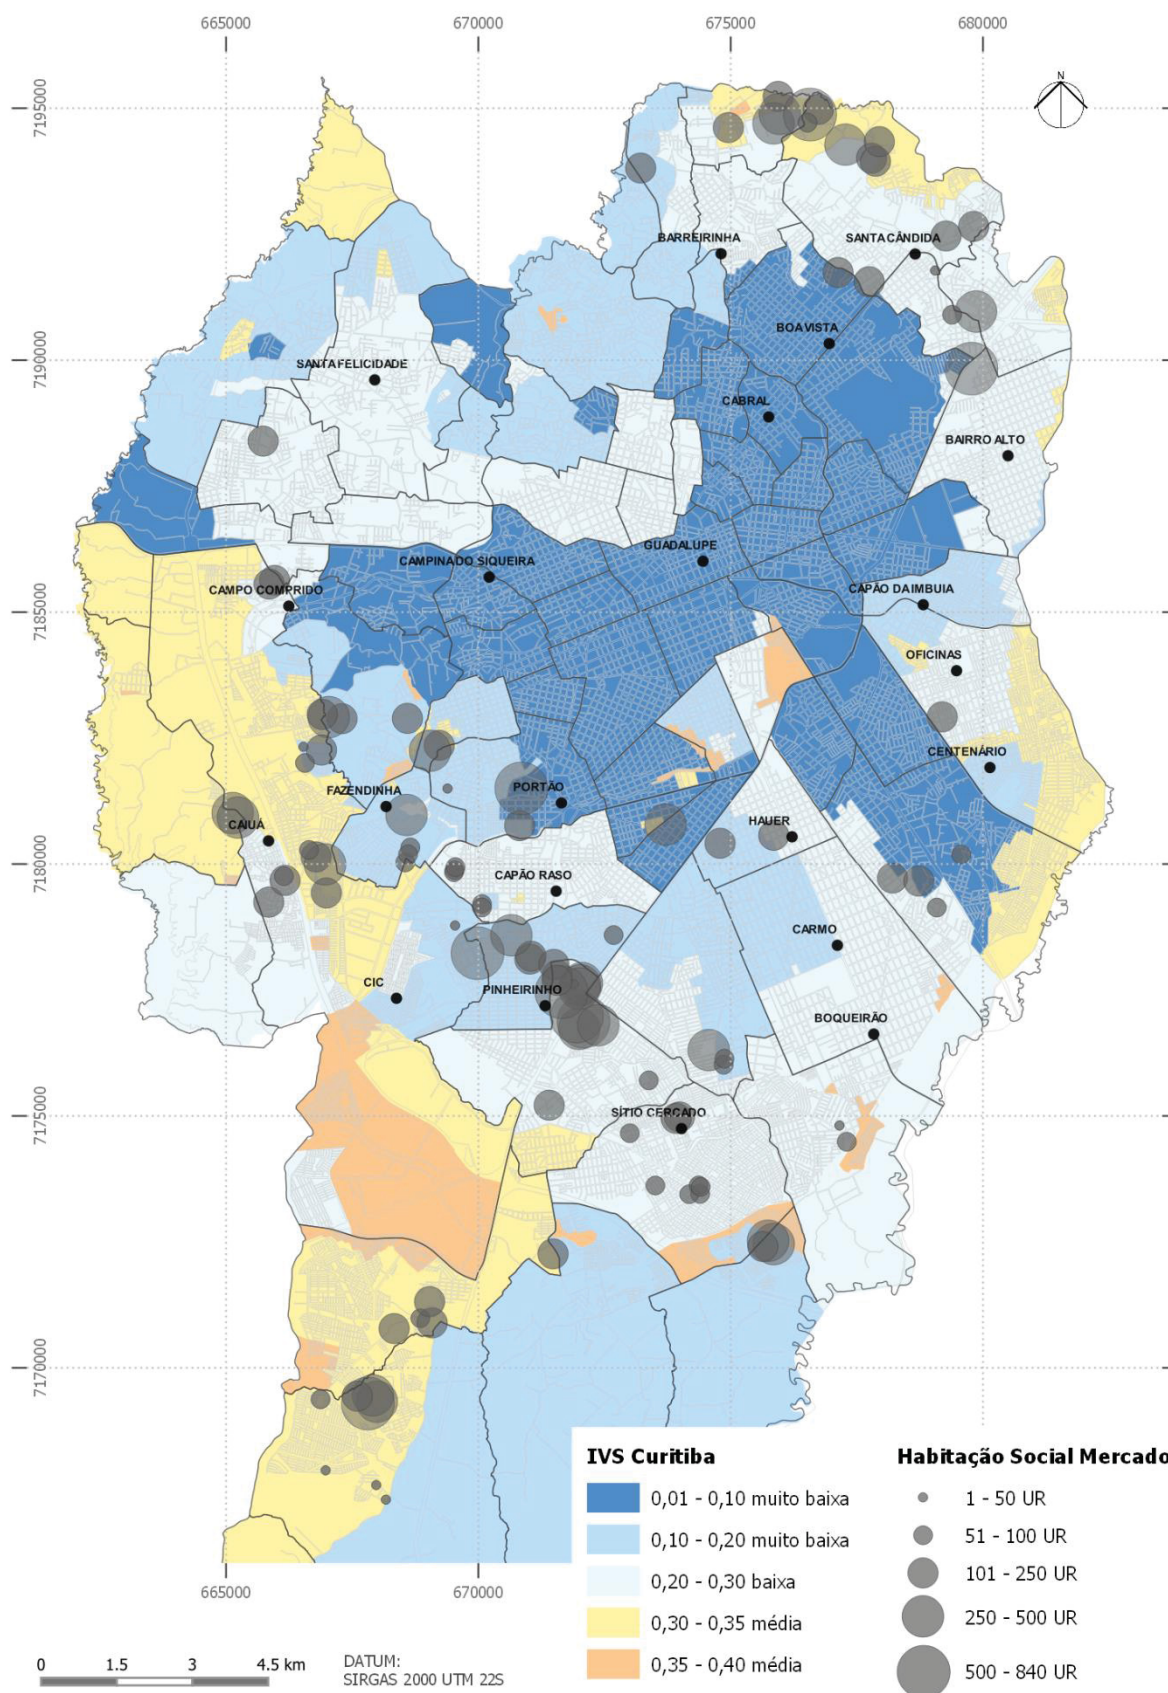 665000 670000 675000 680000
N
7195000
BARREIRINHA SANTA CÂNDIDA
BOA VISTA
7190000
SANTA FELICIDADE
CABRAL
BAIRRO ALTO
GUADALUPE
CAMPINA DO SIQUEIRA
CAMPO COMPRIDO CAPÃO DA IMBUIA
7185000
OFICINAS
CENTENÁRIO
FAZENDINHA PORTÃO
CAIUÁ HAUER
7180000
CAPÃO RASO
CARMO
CIC PINHEIRINHO
BOQUEIRÃO
7175000
SÍTIO CERCADO
7170000
665000 670000
IVS Curitiba
0,01 - 0,10 muito baixa
0,10 - 0,20 muito baixa
0,20 - 0,30 baixa
0,30 - 0,35 média
0,35 - 0,40 média
Habitação Social Mercado
1 - 50 UR
51 - 100 UR
101 - 250 UR
250 - 500 UR
500 - 840 UR
0 1.5 3 4.5 km
DATUM:
SIRGAS 2000 UTM 22S